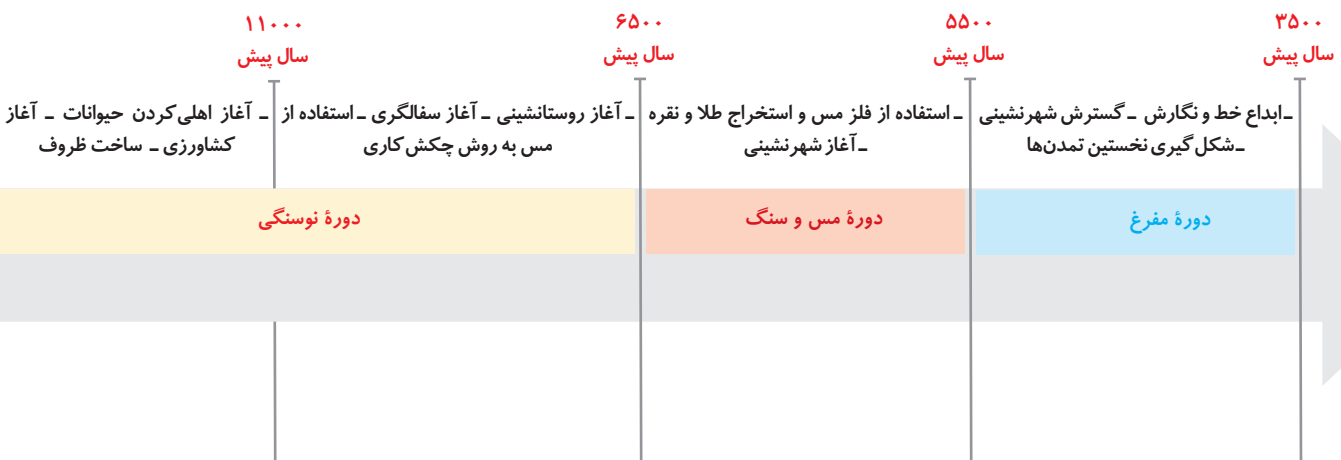 ۳۵۰۰
سال پیش
۵۵۰۰
سال پیش
۶۵۰۰
سال پیش
۱۱۰۰۰
سال پیش
ـ ابداع خط و نگارش ـ گسترش شهرنشینی
ـ شکل‌گیری نخستین تمدن‌ها
ـ استفاده از فلز مس و استخراج طلا و نقره
ـ آغاز شهرنشینی
ـ آغاز روستانشینی ـ آغاز سفالگری ـ استفاده از
مس به روش چکش‌کاری
ـ آغاز اهلی‌کردن حیوانات ـ آغاز
کشاورزی ـ ساخت ظروف
دورهٔ مفرغ
دورهٔ مس و سنگ
دورهٔ نوسنگی